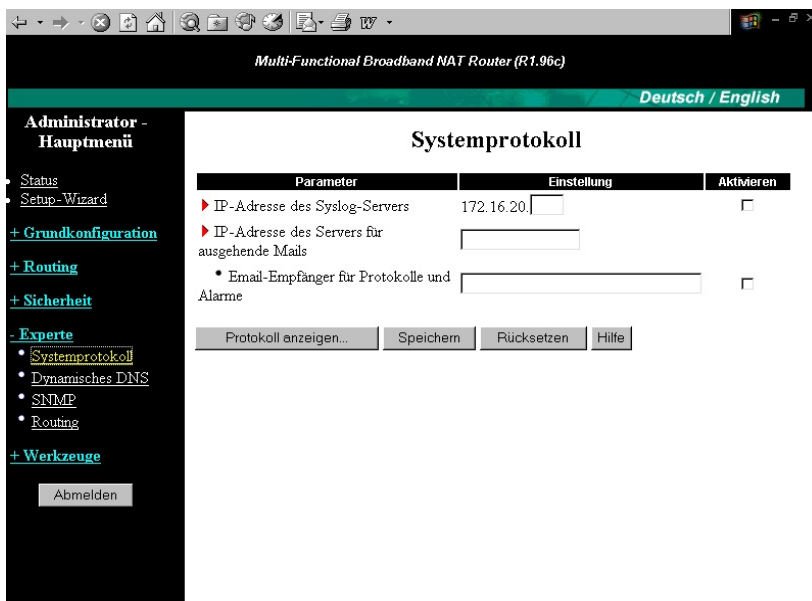 Multi-Functional Broadband NAT Router (R1.96c)
Deutsch / English
Administrator -
Hauptmenü
Status
Setup-Wizard
+ Grundkonfiguration
+ Routing
+ Sicherheit
- Experte
Systemprotokoll
Dynamisches DNS
SNMP
Routing
+ Werkzeuge
Abmelden
Systemprotokoll
Parameter Einstellung Aktivieren
IP-Adresse des Syslog-Servers 172.16.20.
IP-Adresse des Servers für
ausgehende Mails
Email-Empfänger für Protokolle und
Alarme
Protokoll anzeigen... Speichern Rücksetzen Hilfe